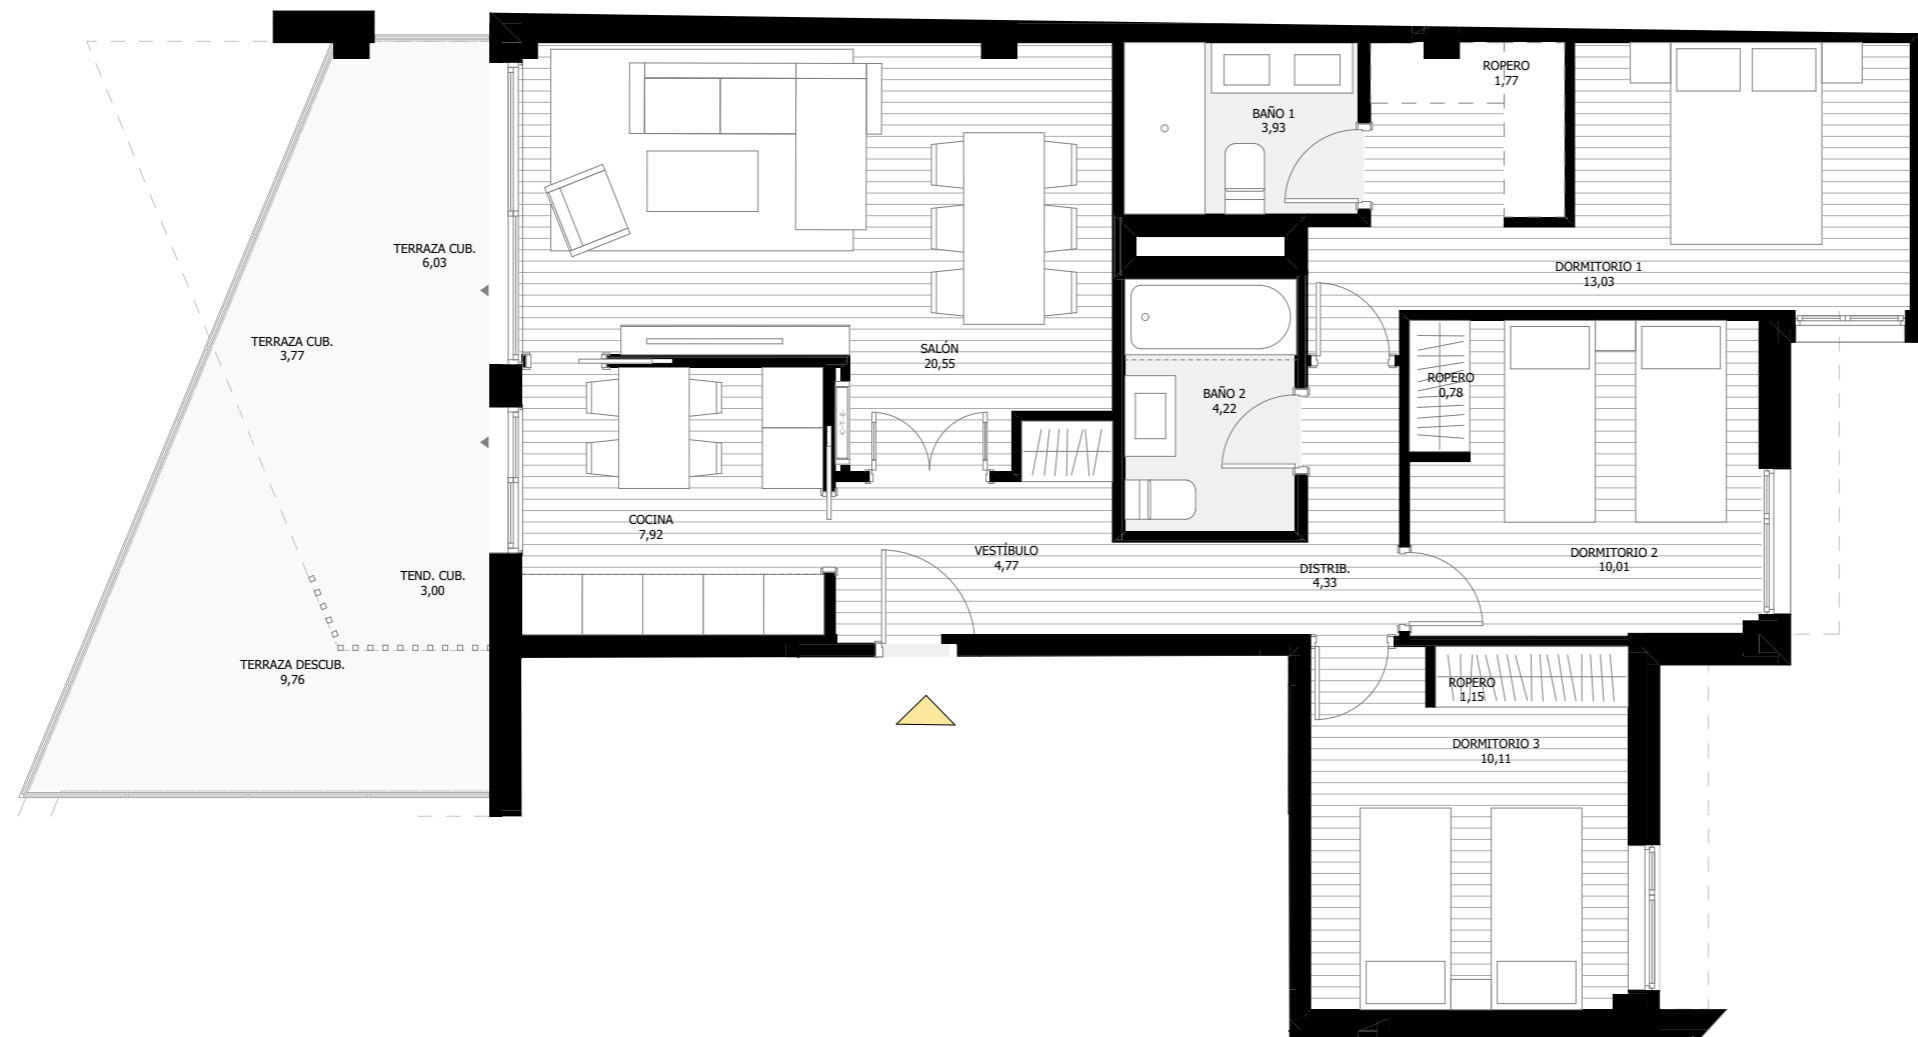 ROPERO
1,77
BAÑO 1
3,93
TERRAZA CUB.
6,03
DORMITORIO 1
13,03
TERRAZA CUB.
3,77
SALÓN
20,55
ROPERO
0,78
BAÑO 2
4,22
C-T-E
COCINA
7,92
VESTÍBULO
4,77
DORMITORIO 2
10,01
DISTRIB.
4,33
TEND. CUB.
3,00
TERRAZA DESCUB.
9,76
ROPERO
1,15
DORMITORIO 3
10,11